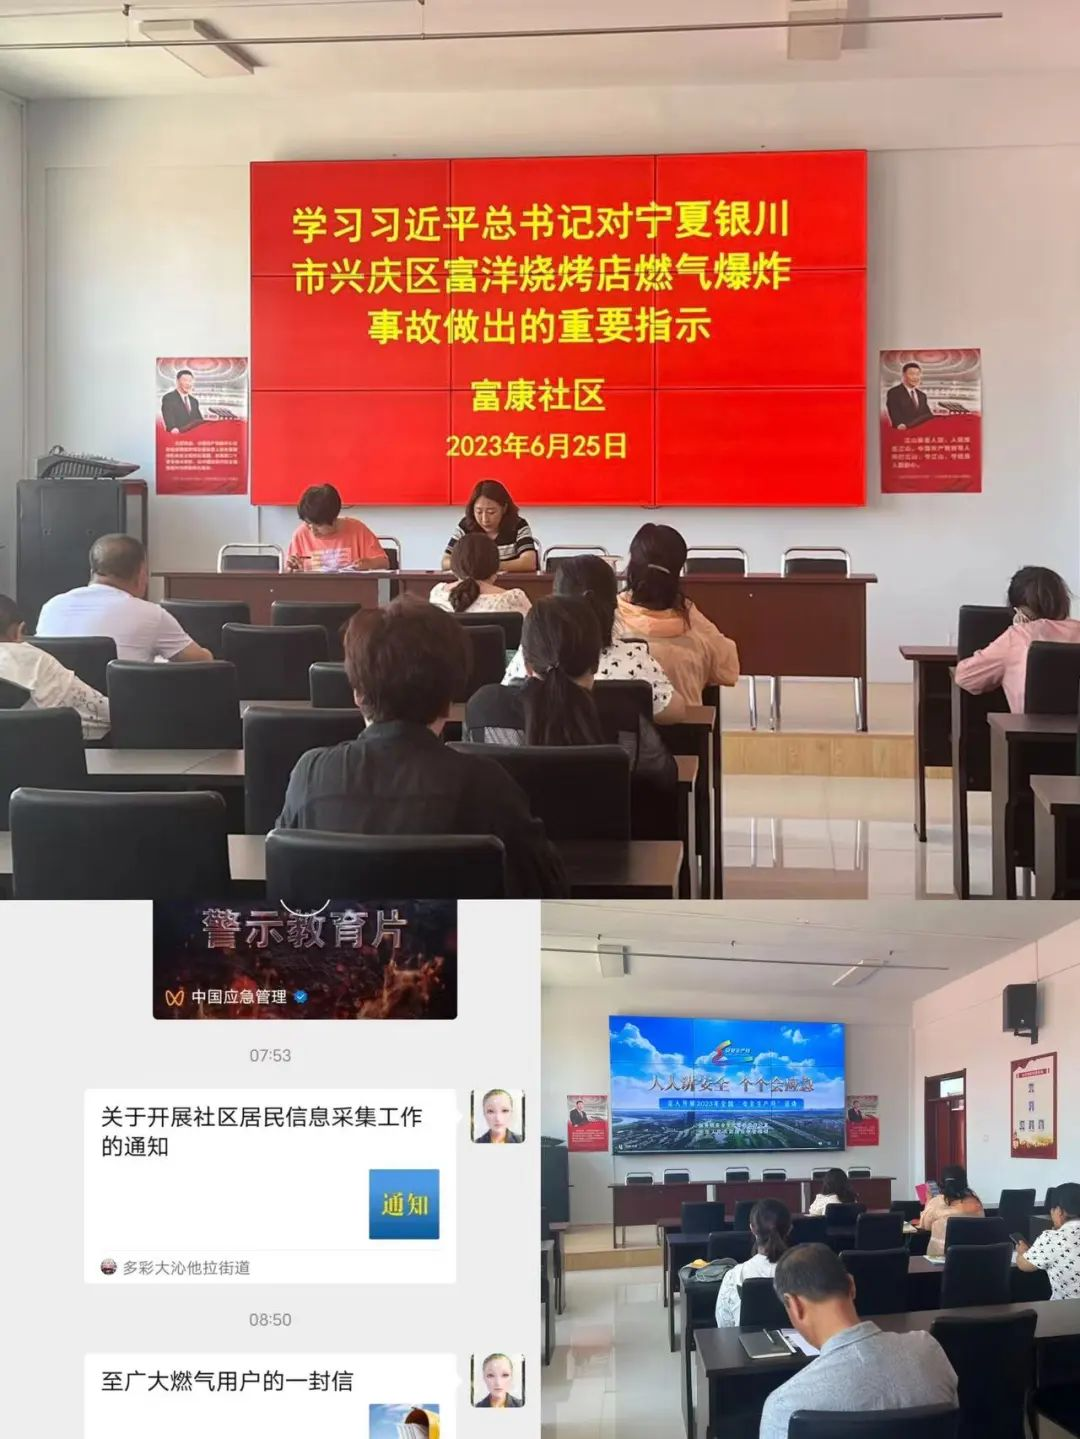 学习习近平总书记对宁夏银川
市兴庆区富洋烧烤店燃气爆炸
事故做出的重要指示
富康社区
2023年6月25日
警示教育片
中国应急管理
07:53
关于开展社区居民信息采集工作
的通知
通知
多彩大沁他拉街道
08:50
至广大燃气用户的一封信
人人讲安全 个个会应急